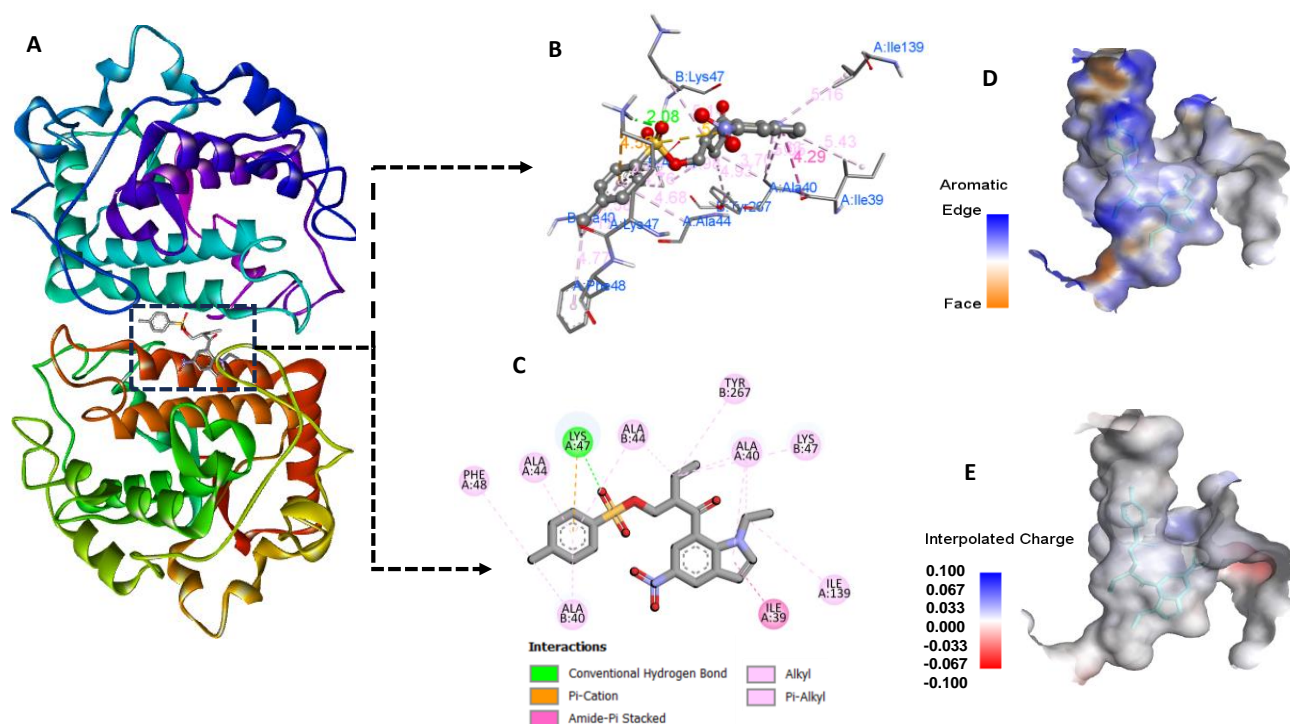 A
B
B:Lys47
A:Ile139
2.08
5.16
5.43
4.29
4.68
A:Ala40
A:Ile39
A:Lys47
A:Ala44
A:Phe48
C
TYR
B:267
LYS
A:47
ALA
B:44
ALA
A:40
LYS
B:47
PHE
A:48
ALA
A:44
ILE
A:139
ALA
B:40
ILE
A:39
Interactions
Conventional Hydrogen Bond
Pi-Cation
Amide-Pi Stacked
Alkyl
Pi-Alkyl
D
Aromatic
Edge
Face
E
Interpolated Charge
0.100
0.067
0.033
0.000
-0.033
-0.067
-0.100